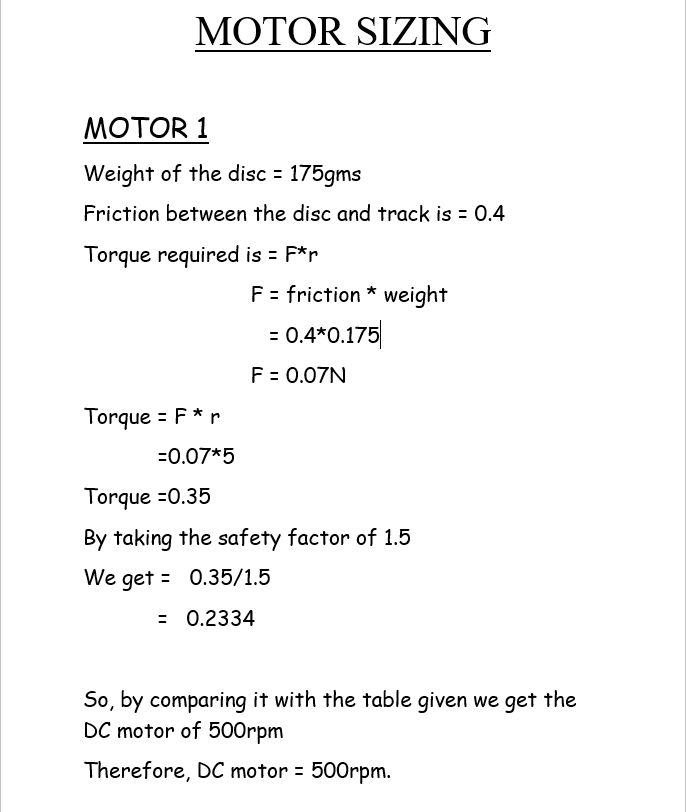 MOTOR SIZING
MOTOR 1
Weight of the disc = 175gms
Friction between the disc and track is = 0.4
Torque required is = F*r
F = friction * weight
= 0.4*0.175
F = 0.07N
Torque = F * r
=0.07*5
Torque =0.35
By taking the safety factor of 1.5
We get = 0.35/1.5
= 0.2334
So, by comparing it with the table given we get the
DC motor of 500rpm
Therefore, DC motor = 500rpm.